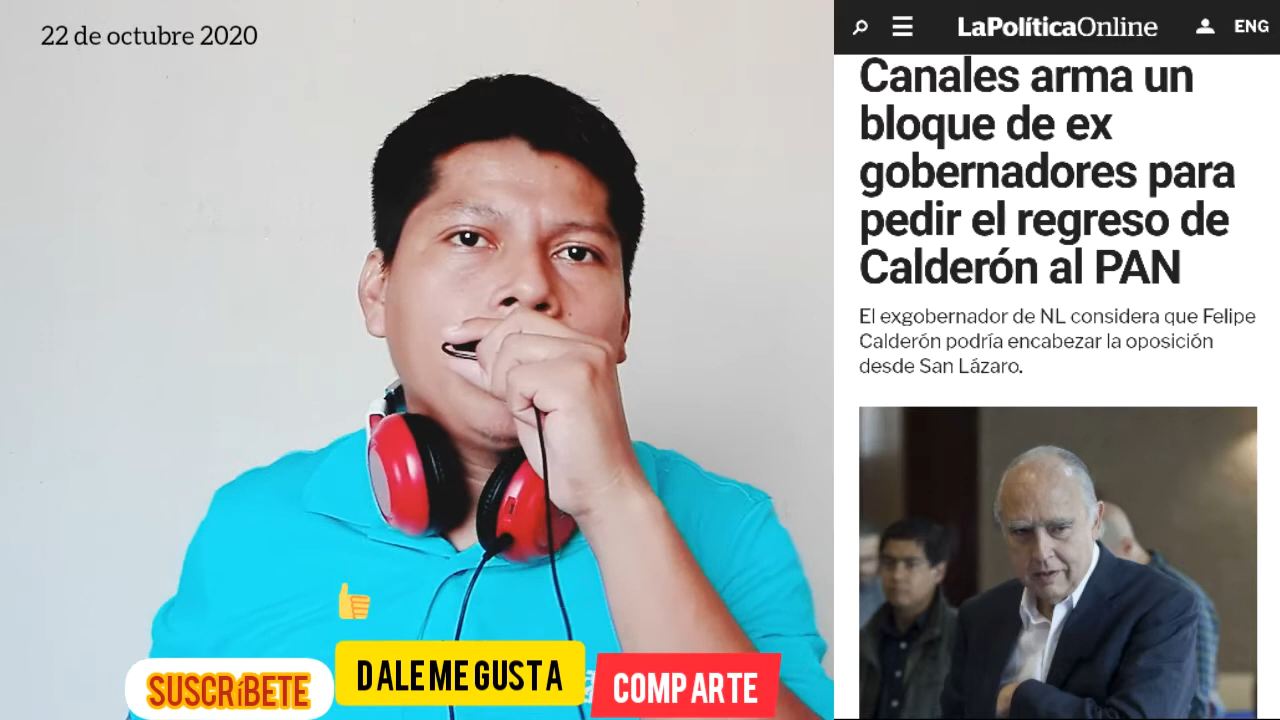 22 de octubre 2020
LaPolíticaOnline
ENG
Canales arma un
bloque de ex
gobernadores para
pedir el regreso de
Calderón al PAN
El exgobernador de NL considera que Felipe
Calderón podría encabezar la oposición
desde San Lázaro.
SUSCRíBETE
DALE ME GUSTA
COMPARTE